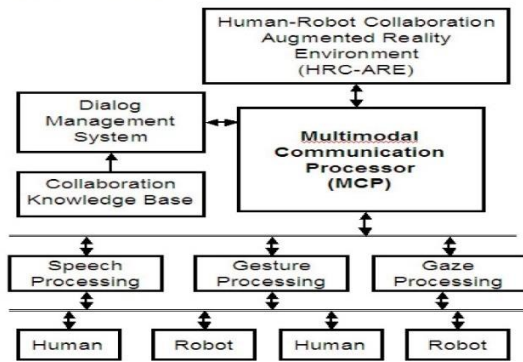 Human-Robot Collaboration
Augmented Reality
Environment
(HRC-ARE)
Dialog
Management
System
Multimodal
Communication
Processor
(MCP)
Collaboration
Knowledge Base
Speech
Processing
Gesture
Processing
Gaze
Processing
Human
Robot
Human
Robot